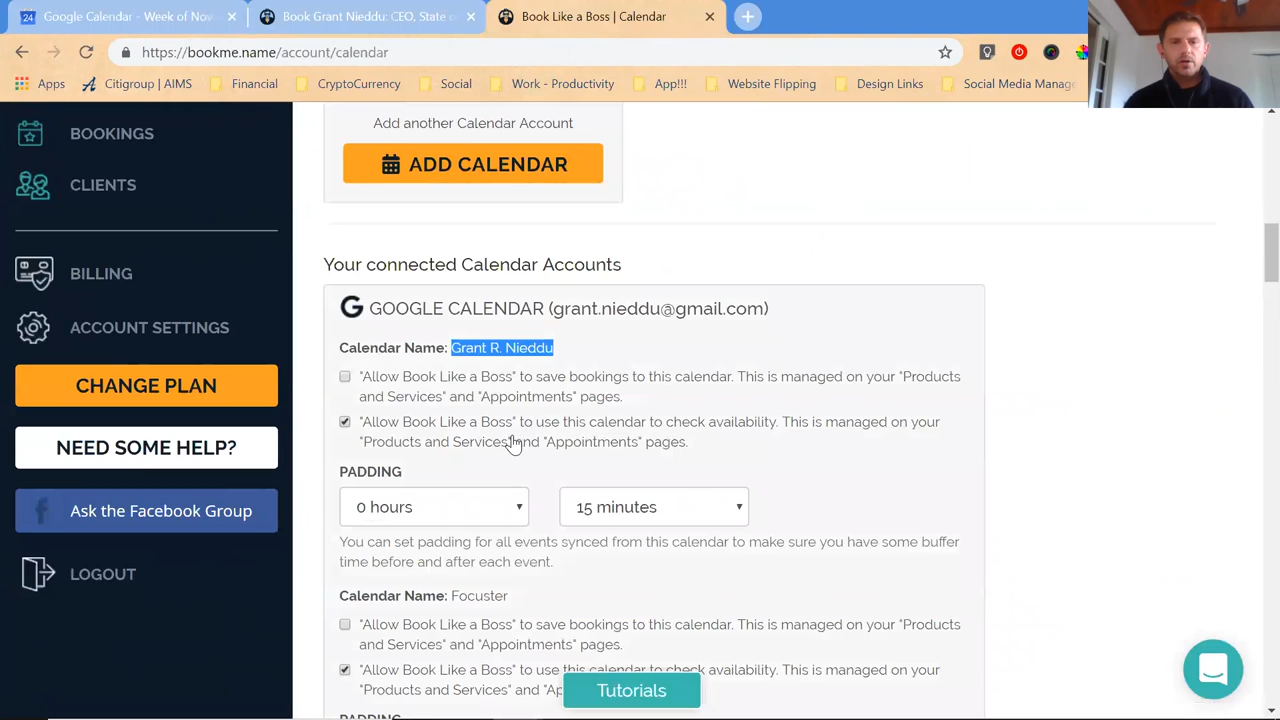 24 Google Calendar - Week of Nov
Book Grant Nieddu: CEO, State o
Book Like a Boss | Calendar
https://bookme.name/account/calendar
Apps
Citigroup | AIMS
Financial
CryptoCurrency
Social
Work - Productivity
App!!!
Website Flipping
Design Links
Social Media Manage
BOOKINGS
CLIENTS
BILLING
ACCOUNT SETTINGS
CHANGE PLAN
NEED SOME HELP?
Ask the Facebook Group
LOGOUT
Add another Calendar Account
ADD CALENDAR
Your connected Calendar Accounts
GOOGLE CALENDAR (grant.nieddu@gmail.com)
Calendar Name: Grant R. Nieddu
"Allow Book Like a Boss" to save bookings to this calendar. This is managed on your "Products
and Services" and "Appointments" pages.
"Allow Book Like a Boss" to use this calendar to check availability. This is managed on your
"Products and Services" and "Appointments" pages.
PADDING
0 hours
15 minutes
You can set padding for all events synced from this calendar to make sure you have some buffer
time before and after each event.
Calendar Name: Focuster
"Allow Book Like a Boss" to save bookings to this calendar. This is managed on your "Products
and Services" and "Appointments" pages.
"Allow Book Like a Boss" to use this calendar to check availability. This is managed on your
"Products and Services" and "Ap
Tutorials
PADDING